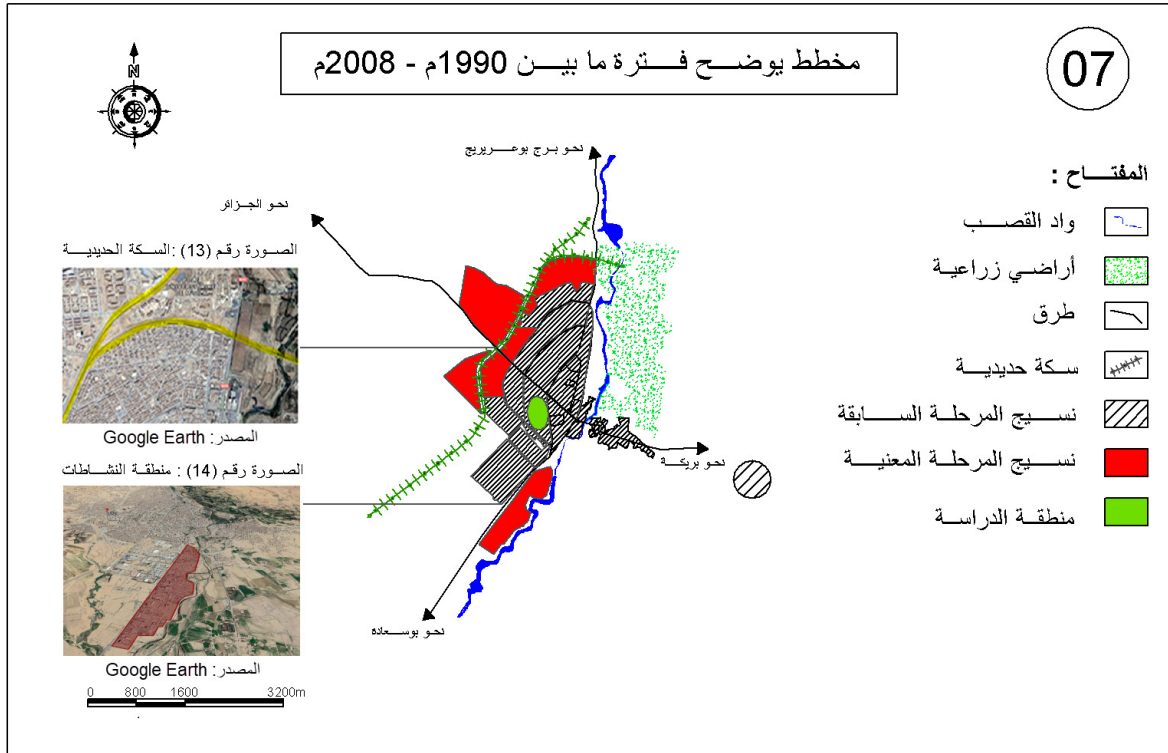 07
مخطط يوضح فترة ما بين 1990م - 2008م
N
المفتاح :
واد القصب
أراضي زراعية
طرق
سكة حديدية
نسيج المرحلة السابقة
نسيج المرحلة المعنية
منطقة الدراسة
نحو برج بوعريريج
نحو الجزائر
نحو بريكة
نحو بوسعادة
الصورة رقم (13) :السكة الحديدية
المصدر: Google Earth
الصورة رقم (14) : منطقة النشاطات
المصدر: Google Earth
0 800 1600 3200m